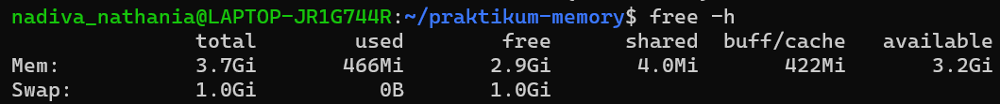 nadiva_nathania@LAPTOP-JR1G744R:~/praktikum-memory$ free -h
total used free shared buff/cache available
Mem: 3.7Gi 466Mi 2.9Gi 4.0Mi 422Mi 3.2Gi
Swap: 1.0Gi 0B 1.0Gi